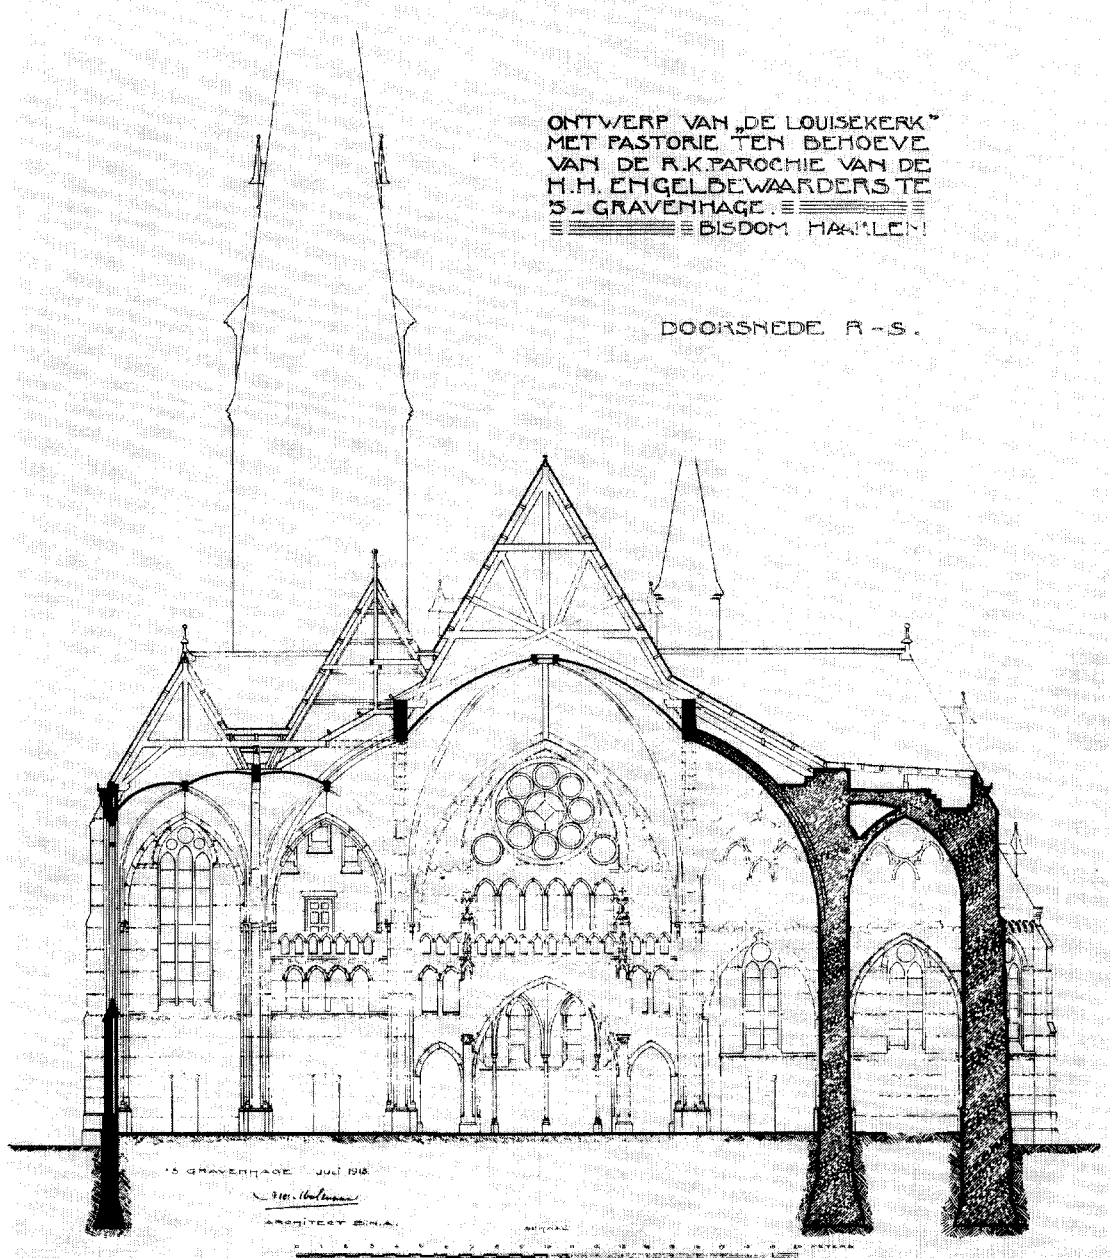 ONTWERP VAN „DE LOUISEKERK"
MET PASTORIE TEN BEHOEVE
VAN DE R.K. PAROCHIE VAN DE
H.H. ENGELBEWAARDERS TE
'S-GRAVENHAGE.
BISDOM HAARLEM
DOORSNEDE R-S.
'S GRAVENHAGE JULI
ARCHITECT B.N.A.
METERS